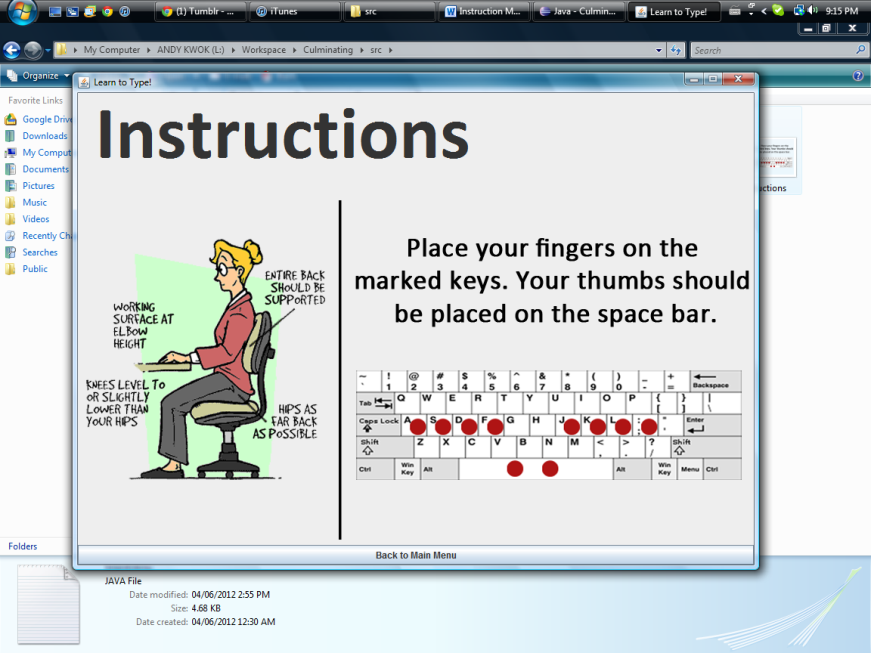 (1) Tumblr - ...
iTunes
src
Instruction M...
Java - Culmin...
Learn to Type!
9:15 PM
My Computer
ANDY KWOK (L:)
Workspace
Culminating
src
Search
Organize
Learn to Type!
Favorite Links
Google Drive
Downloads
My Comput
Documents
Pictures
Music
Videos
Recently Cha
Searches
Public
Folders
Instructions
ENTIRE BACK
SHOULD BE
SUPPORTED
WORKING
SURFACE AT
ELBOW
HEIGHT
KNEES LEVEL TO
OR SLIGHTLY
LOWER THAN
YOUR HIPS
HIPS AS
FAR BACK
AS POSSIBLE
Place your fingers on the
marked keys. Your thumbs should
be placed on the space bar.
~ ! @ # $ % ^ & * ( ) _ +
` 1 2 3 4 5 6 7 8 9 0 - = Backspace
Tab Q W E R T Y U I O P { } |
[ ] \
Caps Lock A S D F G H J K L : " Enter
; '
Shift Z X C V B N M < > ? Shift
, . /
Ctrl Win Key Alt Alt Win Key Menu Ctrl
Back to Main Menu
ctions
JAVA File
Date modified: 04/06/2012 2:55 PM
Size: 4.68 KB
Date created: 04/06/2012 12:30 AM